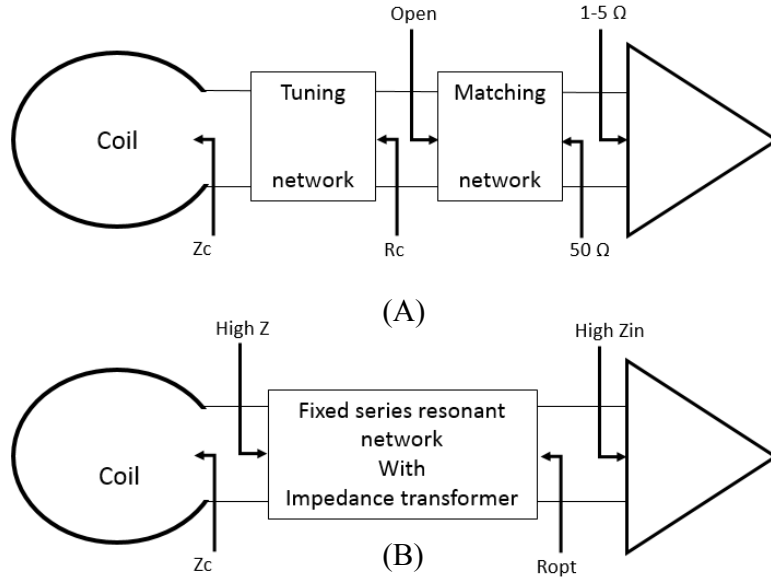 Open
1-5 Ω
Tuning
Matching
Coil
network
network
Zc
Rc
50 Ω
(A)
High Z
High Zin
Fixed series resonant
network
With
Impedance transformer
Coil
Zc
(B)
Ropt